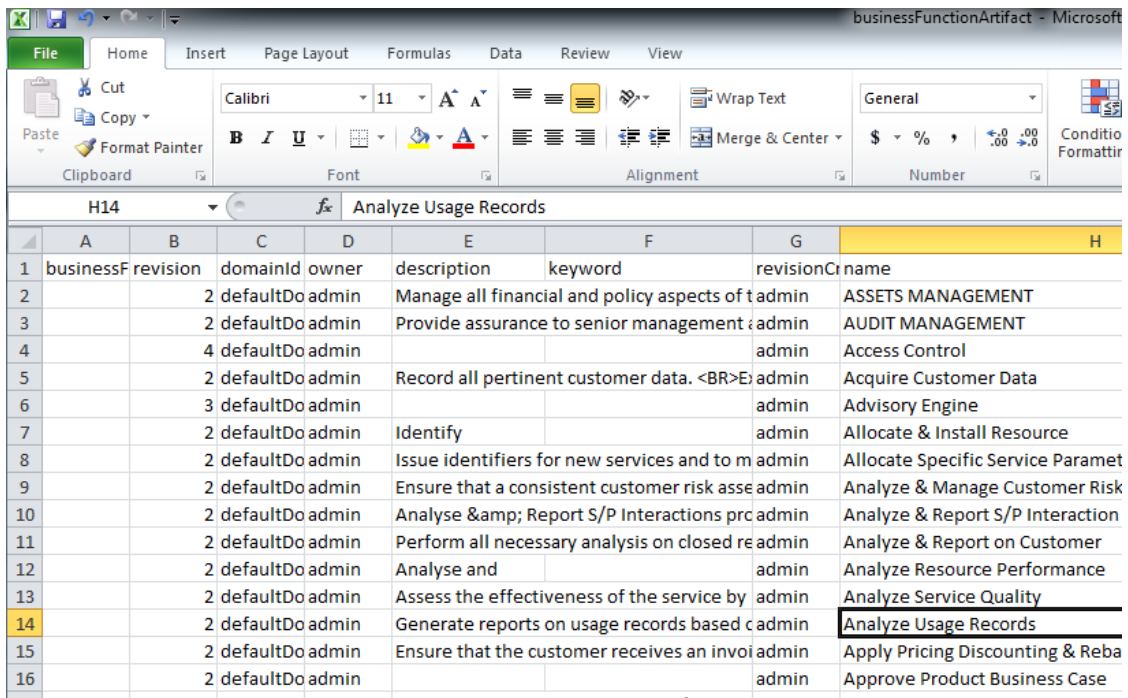 businessFunctionArtifact - Microsoft
File Home Insert Page Layout Formulas Data Review View
Cut
Copy
Format Painter
Paste
Calibri 11 A A
B I U A
Wrap Text
Merge & Center
General
$ % , .0 .00 .00 .0
Conditio
Formattin
Clipboard Font Alignment Number
H14 fx Analyze Usage Records
A B C D E F G H
1 businessF revision domainId owner description keyword revisionCr name
2 2 defaultDo admin Manage all financial and policy aspects of t admin ASSETS MANAGEMENT
3 2 defaultDo admin Provide assurance to senior management a admin AUDIT MANAGEMENT
4 4 defaultDo admin admin Access Control
5 2 defaultDo admin Record all pertinent customer data. <BR>Ex admin Acquire Customer Data
6 3 defaultDo admin admin Advisory Engine
7 2 defaultDo admin Identify admin Allocate & Install Resource
8 2 defaultDo admin Issue identifiers for new services and to m admin Allocate Specific Service Paramet
9 2 defaultDo admin Ensure that a consistent customer risk asse admin Analyze & Manage Customer Risk
10 2 defaultDo admin Analyse &amp; Report S/P Interactions prc admin Analyze & Report S/P Interaction
11 2 defaultDo admin Perform all necessary analysis on closed re admin Analyze & Report on Customer
12 2 defaultDo admin Analyse and admin Analyze Resource Performance
13 2 defaultDo admin Assess the effectiveness of the service by admin Analyze Service Quality
14 2 defaultDo admin Generate reports on usage records based c admin Analyze Usage Records
15 2 defaultDo admin Ensure that the customer receives an invoi admin Apply Pricing Discounting & Reba
16 2 defaultDo admin admin Approve Product Business Case